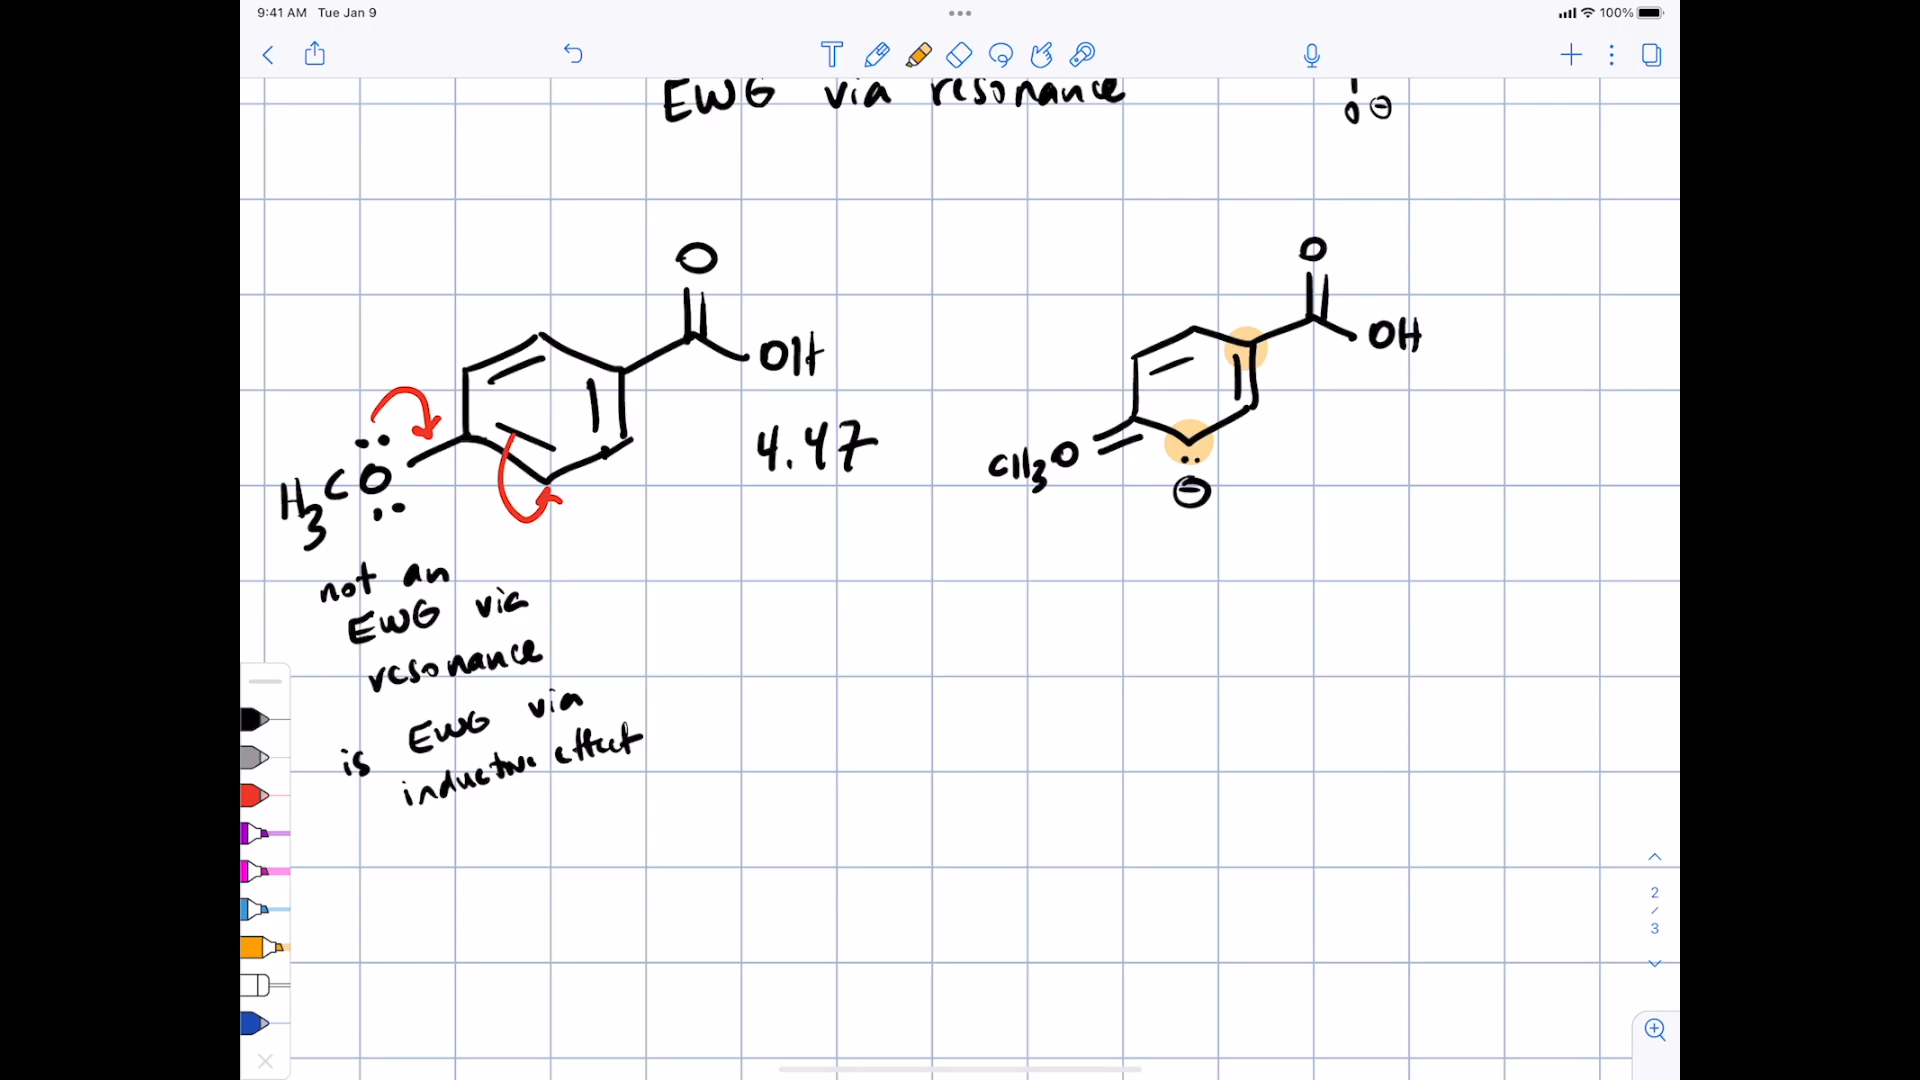 9:41 AM Tue Jan 9
100%
EWG via resonance
O ⊖
O
OH
H3CO
4.47
O
OH
CH3O
⊖
not an
EWG via
resonance
is EWG via
inductive effect
2
/
3